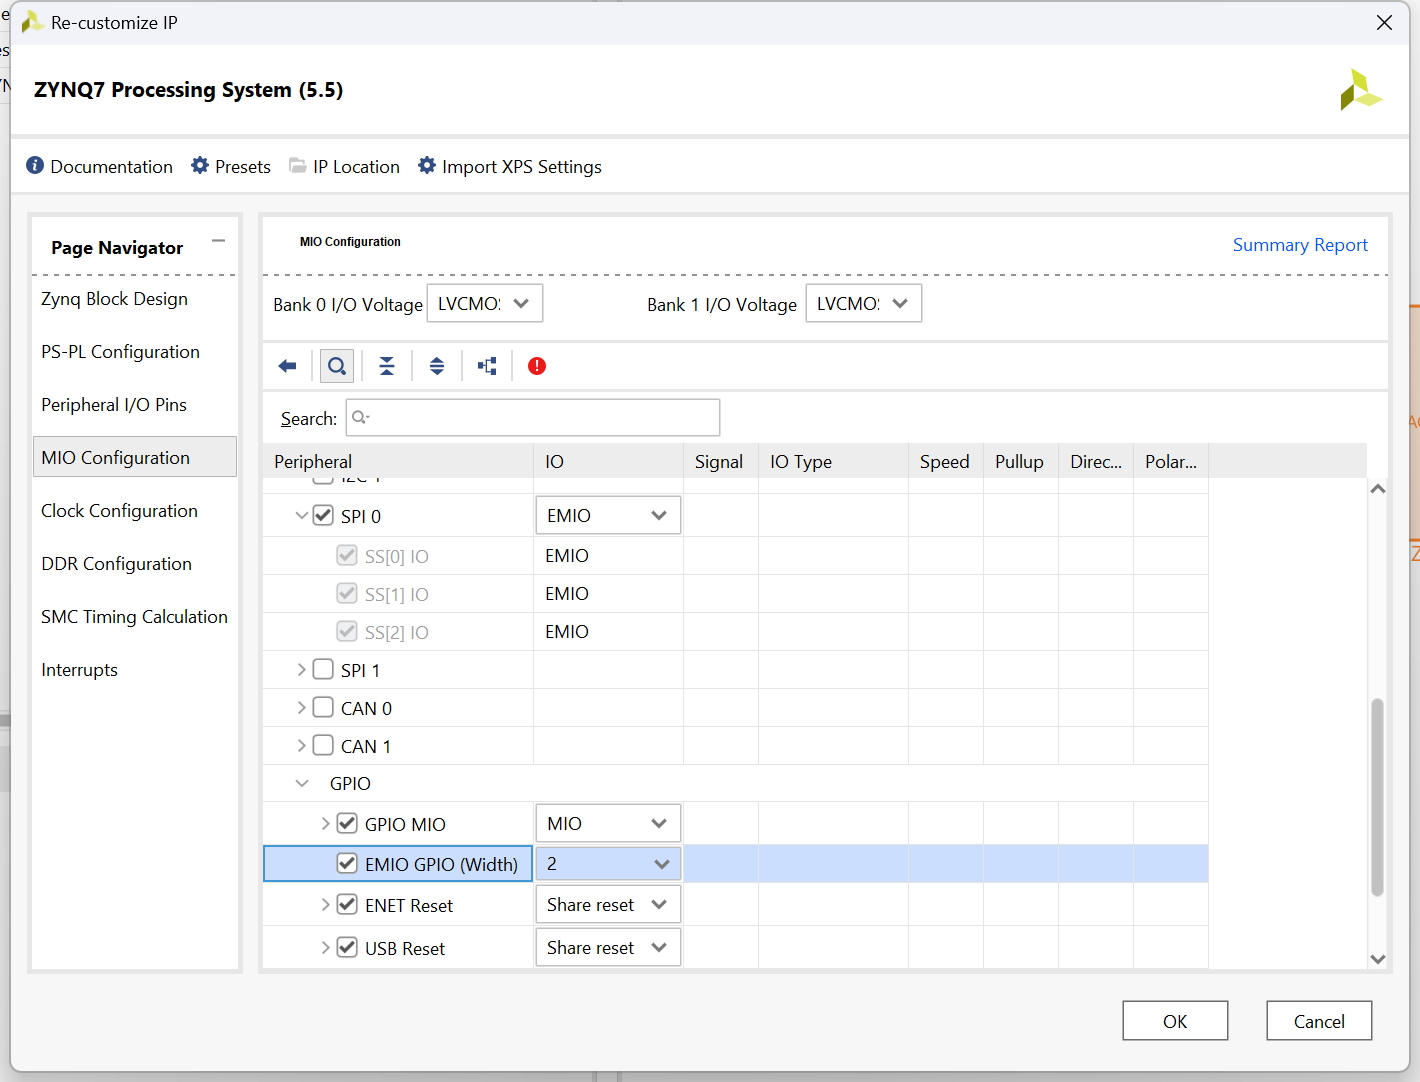 Re-customize IP
ZYNQ7 Processing System (5.5)
Documentation Presets IP Location Import XPS Settings
Page Navigator
Zynq Block Design
PS-PL Configuration
Peripheral I/O Pins
MIO Configuration
Clock Configuration
DDR Configuration
SMC Timing Calculation
Interrupts
MIO Configuration Summary Report
Bank 0 I/O Voltage LVCMO: Bank 1 I/O Voltage LVCMO:
Search:
Peripheral IO Signal IO Type Speed Pullup Direc... Polar...
I2C 1
SPI 0 EMIO
SS[0] IO EMIO
SS[1] IO EMIO
SS[2] IO EMIO
SPI 1
CAN 0
CAN 1
GPIO
GPIO MIO MIO
EMIO GPIO (Width) 2
ENET Reset Share reset
USB Reset Share reset
OK Cancel